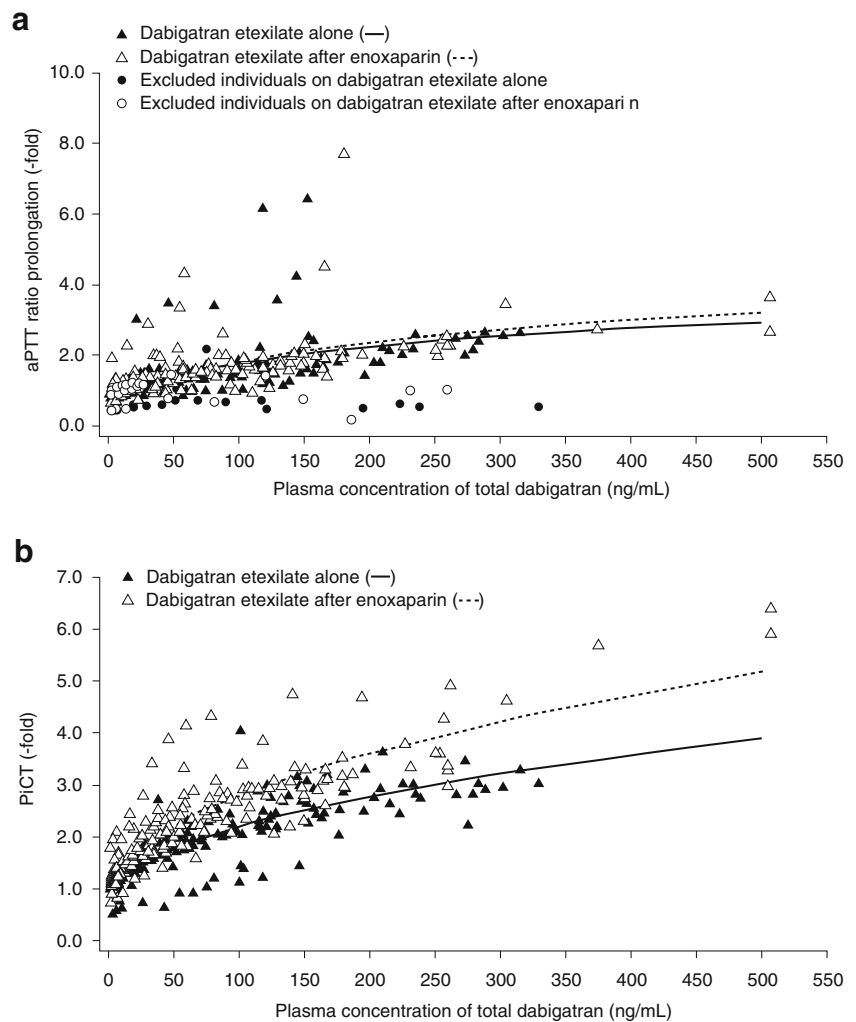 a
Dabigatran etexilate alone (—)
Dabigatran etexilate after enoxaparin (---)
Excluded individuals on dabigatran etexilate alone
Excluded individuals on dabigatran etexilate after enoxapari n
10.0
8.0
6.0
4.0
2.0
0.0
aPTT ratio prolongation (-fold)
0 50 100 150 200 250 300 350 400 450 500 550
Plasma concentration of total dabigatran (ng/mL)
b
Dabigatran etexilate alone (—)
Dabigatran etexilate after enoxaparin (---)
7.0
6.0
5.0
4.0
3.0
2.0
1.0
0.0
PiCT (-fold)
0 50 100 150 200 250 300 350 400 450 500 550
Plasma concentration of total dabigatran (ng/mL)